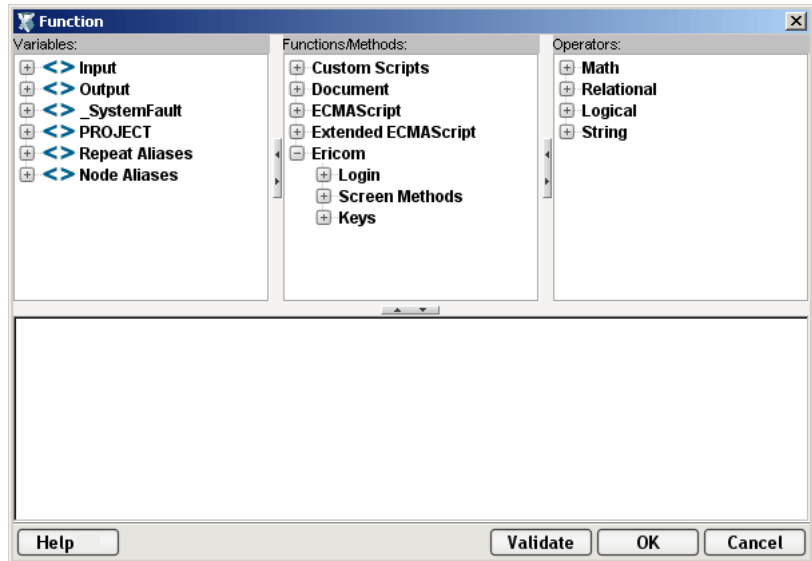 Function
Variables:
<> Input
<> Output
<> _SystemFault
<> PROJECT
<> Repeat Aliases
<> Node Aliases
Functions/Methods:
Custom Scripts
Document
ECMAScript
Extended ECMAScript
Ericom
Login
Screen Methods
Keys
Operators:
Math
Relational
Logical
String
Help
Validate
OK
Cancel